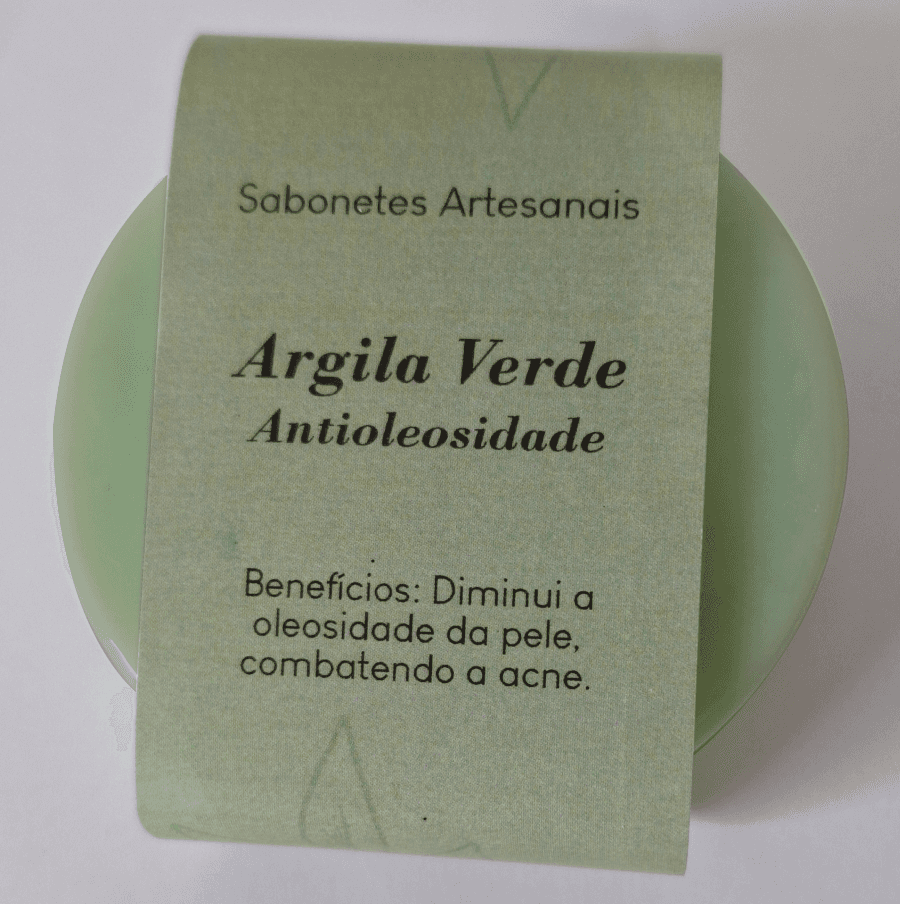 Sabonetes Artesanais
Argila Verde
Antioleosidade
Benefícios: Diminui a
oleosidade da pele,
combatendo a acne.